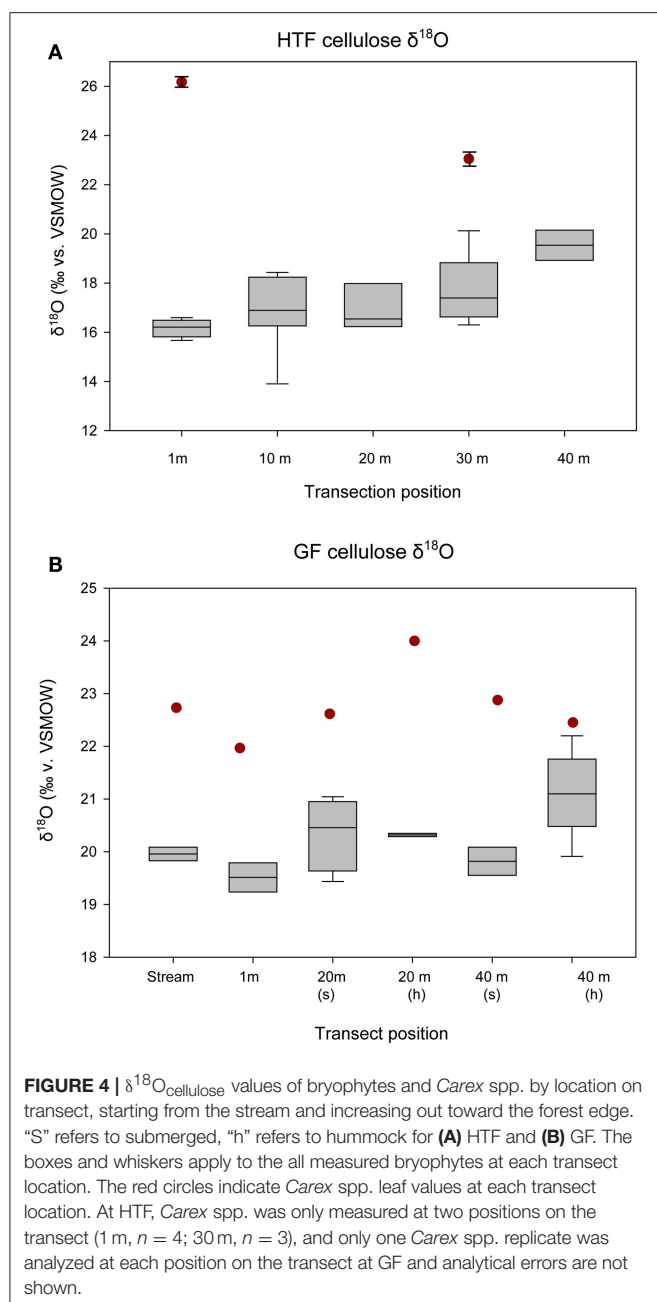 A
HTF cellulose δ18O
δ18O (‰ vs. VSMOW)
26
24
22
20
18
16
14
12
1m
10 m
20 m
30 m
40 m
Transection position
B
GF cellulose δ18O
δ18O (‰ v. VSMOW)
25
24
23
22
21
20
19
18
Stream
1m
20m (s)
20 m (h)
40 m (s)
40 m (h)
Transect position
FIGURE 4 | δ18Ocellulose values of bryophytes and Carex spp. by location on
transect, starting from the stream and increasing out toward the forest edge.
“S” refers to submerged, “h” refers to hummock for (A) HTF and (B) GF. The
boxes and whiskers apply to the all measured bryophytes at each transect
location. The red circles indicate Carex spp. leaf values at each transect
location. At HTF, Carex spp. was only measured at two positions on the
transect (1 m, n = 4; 30 m, n = 3), and only one Carex spp. replicate was
analyzed at each position on the transect at GF and analytical errors are not
shown.